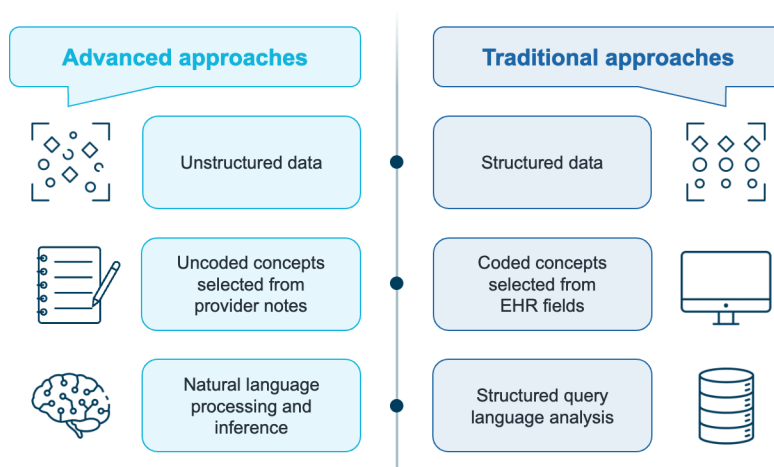 Advanced approaches
Traditional approaches
Unstructured data
Structured data
Uncoded concepts
selected from
provider notes
Coded concepts
selected from
EHR fields
Natural language
processing and
inference
Structured query
language analysis